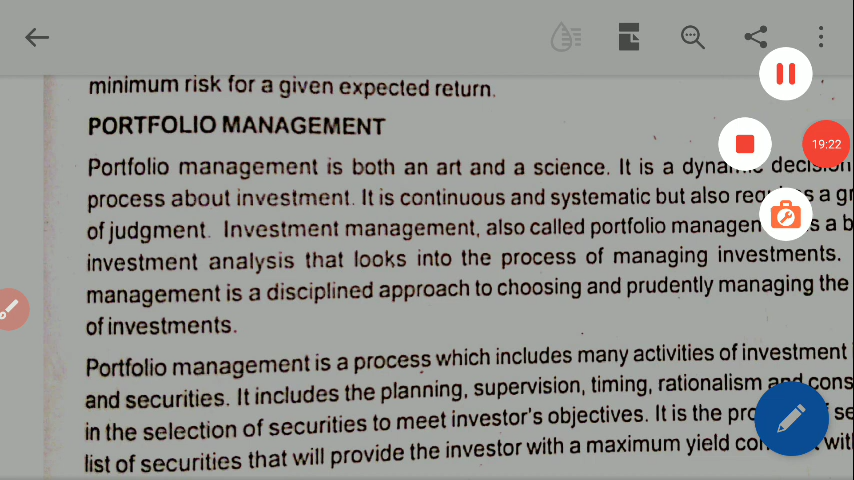 minimum risk for a given expected return.
PORTFOLIO MANAGEMENT
Portfolio management is both an art and a science. It is a
process about investment. It is continuous and systematic but also a
of judgment. Investment management, also called portfolio a
investment analysis that looks into the process of managing investments.
management is a disciplined approach to choosing and prudently managing the
of investments.
Portfolio management is a process which includes many activities of investment
and securities. It includes the planning, supervision, timing, rationalism and
in the selection of securities to meet investor's objectives. It is the
list of securities that will provide the investor with a maximum yield
19:22